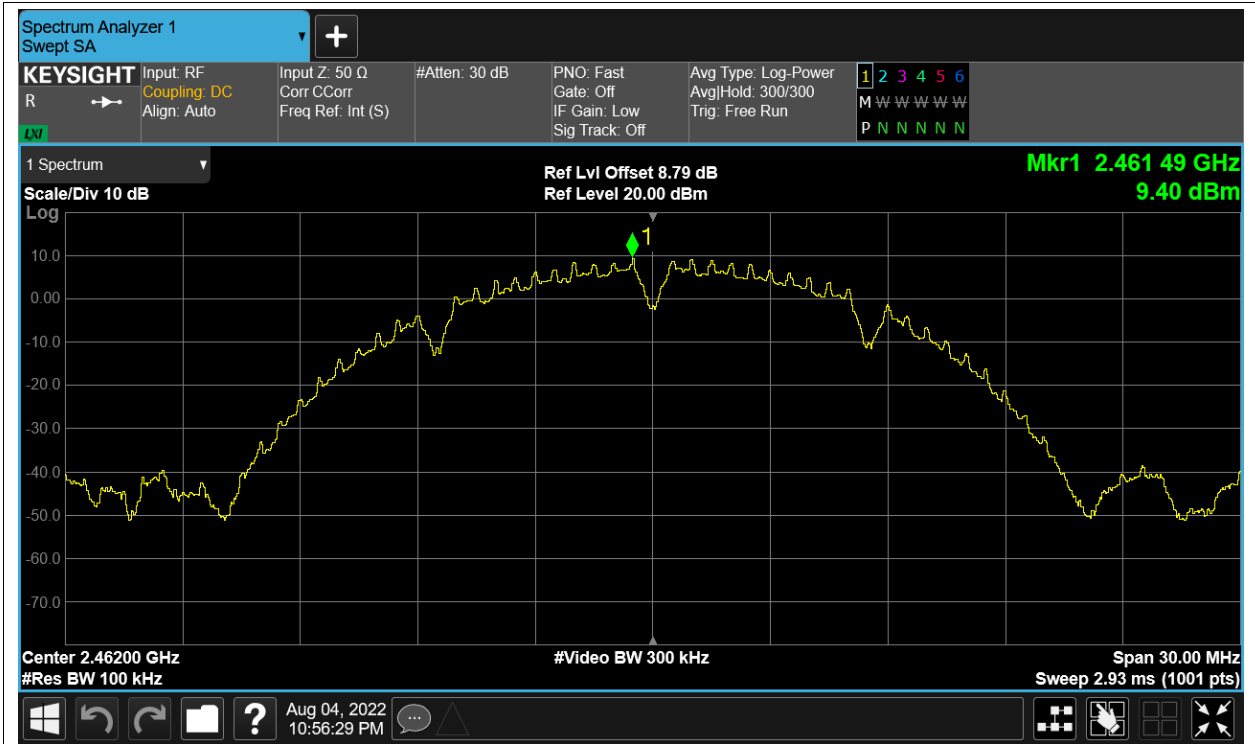 Spectrum Analyzer 1
Swept SA
KEYSIGHT
R
LXI
Input: RF
Coupling: DC
Align: Auto
Input Z: 50 Ω
Corr CCorr
Freq Ref: Int (S)
#Atten: 30 dB
PNO: Fast
Gate: Off
IF Gain: Low
Sig Track: Off
Avg Type: Log-Power
Avg|Hold: 300/300
Trig: Free Run
1 2 3 4 5 6
M W W W W W
P N N N N N
1 Spectrum
Scale/Div 10 dB
Ref Lvl Offset 8.79 dB
Ref Level 20.00 dBm
Mkr1 2.461 49 GHz
9.40 dBm
Log
1
10.0
0.00
-10.0
-20.0
-30.0
-40.0
-50.0
-60.0
-70.0
Center 2.46200 GHz
#Res BW 100 kHz
#Video BW 300 kHz
Span 30.00 MHz
Sweep 2.93 ms (1001 pts)
?
Aug 04, 2022
10:56:29 PM